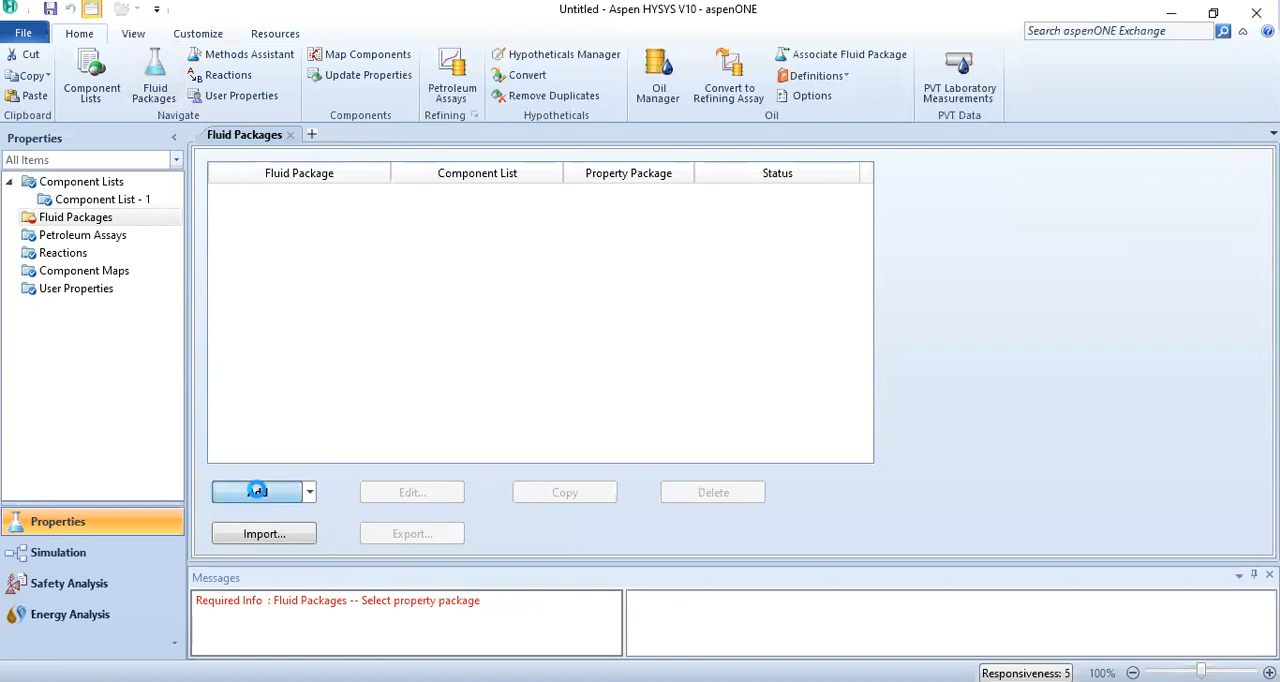 Untitled - Aspen HYSYS V10 - aspenONE
File
Home
View
Customize
Resources
Search aspenONE Exchange
Cut
Copy
Paste
Clipboard
Component Lists
Fluid Packages
Methods Assistant
Reactions
User Properties
Navigate
Map Components
Update Properties
Components
Petroleum Assays
Refining
Hypotheticals Manager
Convert
Remove Duplicates
Hypotheticals
Oil Manager
Convert to Refining Assay
Associate Fluid Package
Definitions
Options
Oil
PVT Laboratory Measurements
PVT Data
Properties
All Items
Component Lists
Component List - 1
Fluid Packages
Petroleum Assays
Reactions
Component Maps
User Properties
Properties
Simulation
Safety Analysis
Energy Analysis
Fluid Packages
Fluid Package
Component List
Property Package
Status
Edit...
Copy
Delete
Import...
Export...
Messages
Required Info : Fluid Packages -- Select property package
Responsiveness: 5
100%